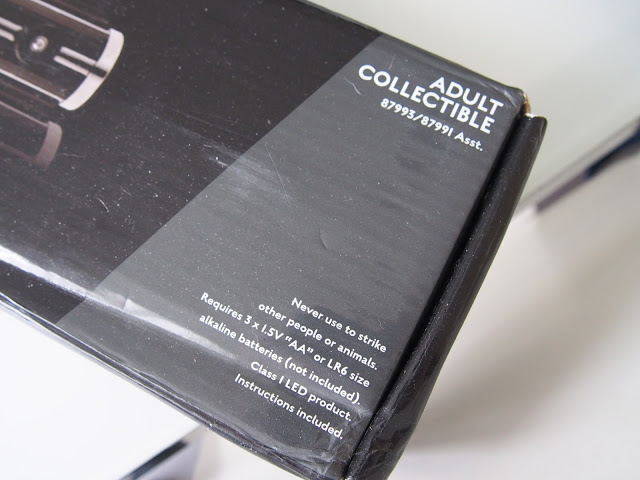 ADULT
COLLECTIBLE
87993/87991 Asst.
Never use to strike
other people or animals.
Requires 3 x 1.5V "AA" or LR6 size
alkaline batteries (not included).
Class 1 LED product.
Instructions included.